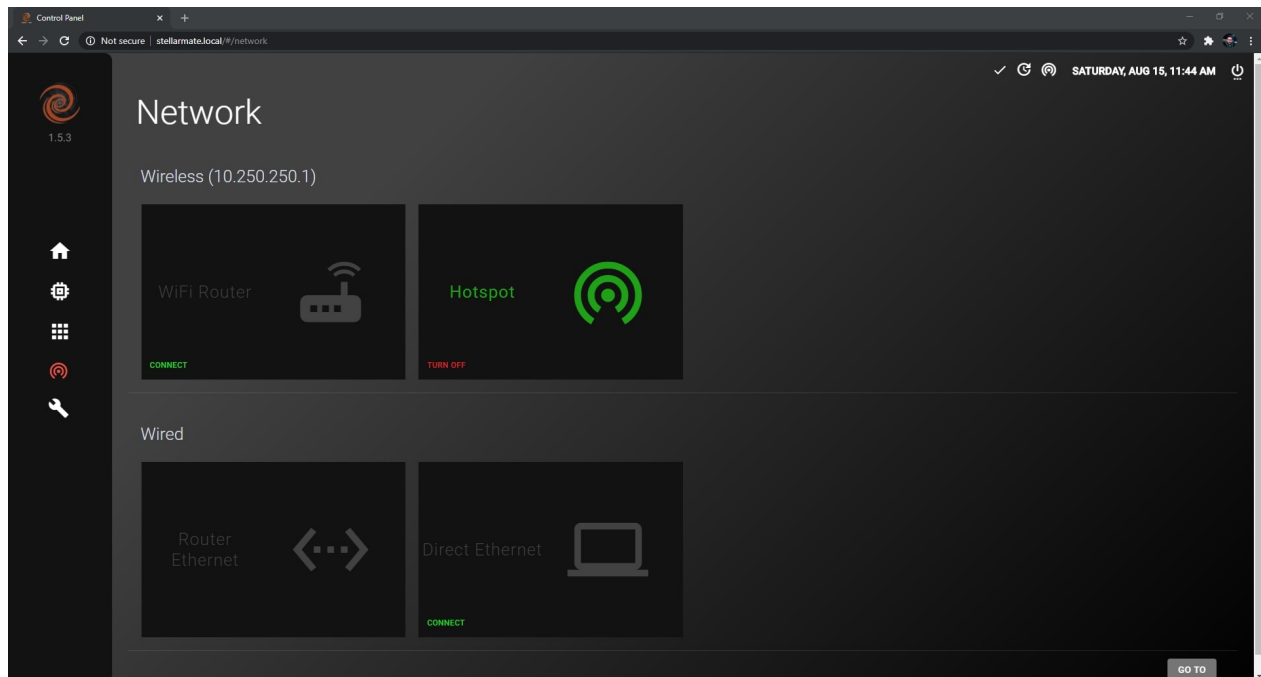 Control Panel
Not secure | stellarmate.local/#/network
SATURDAY, AUG 15, 11:44 AM
1.5.3
Network
Wireless (10.250.250.1)
WiFi Router
Hotspot
CONNECT
TURN OFF
Wired
Router
Ethernet
Direct Ethernet
CONNECT
GO TO